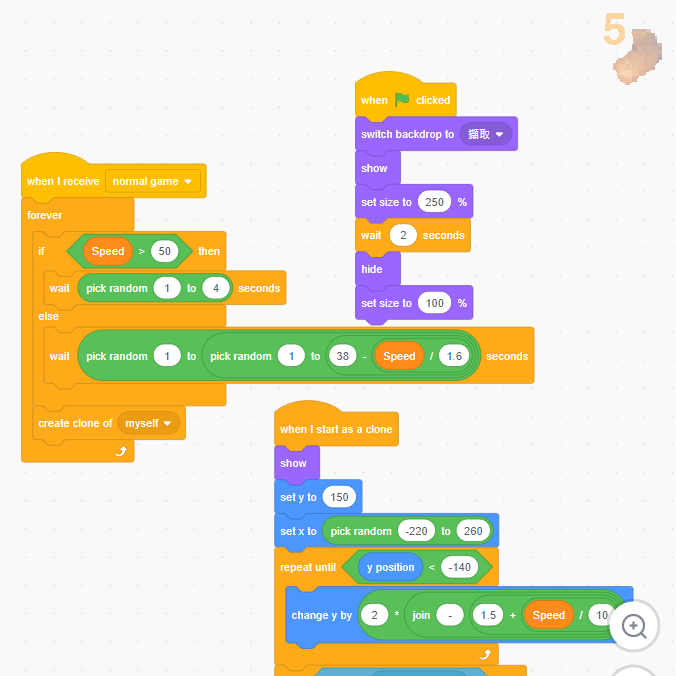 5
when clicked
switch backdrop to 擷取
show
set size to 250 %
wait 2 seconds
hide
set size to 100 %
when I receive normal game
forever
if Speed > 50 then
wait pick random 1 to 4 seconds
else
wait pick random 1 to pick random 1 to 38 - Speed / 1.6 seconds
create clone of myself
when I start as a clone
show
set y to 150
set x to pick random -220 to 260
repeat until y position < -140
change y by 2 * join - 1.5 + Speed / 10